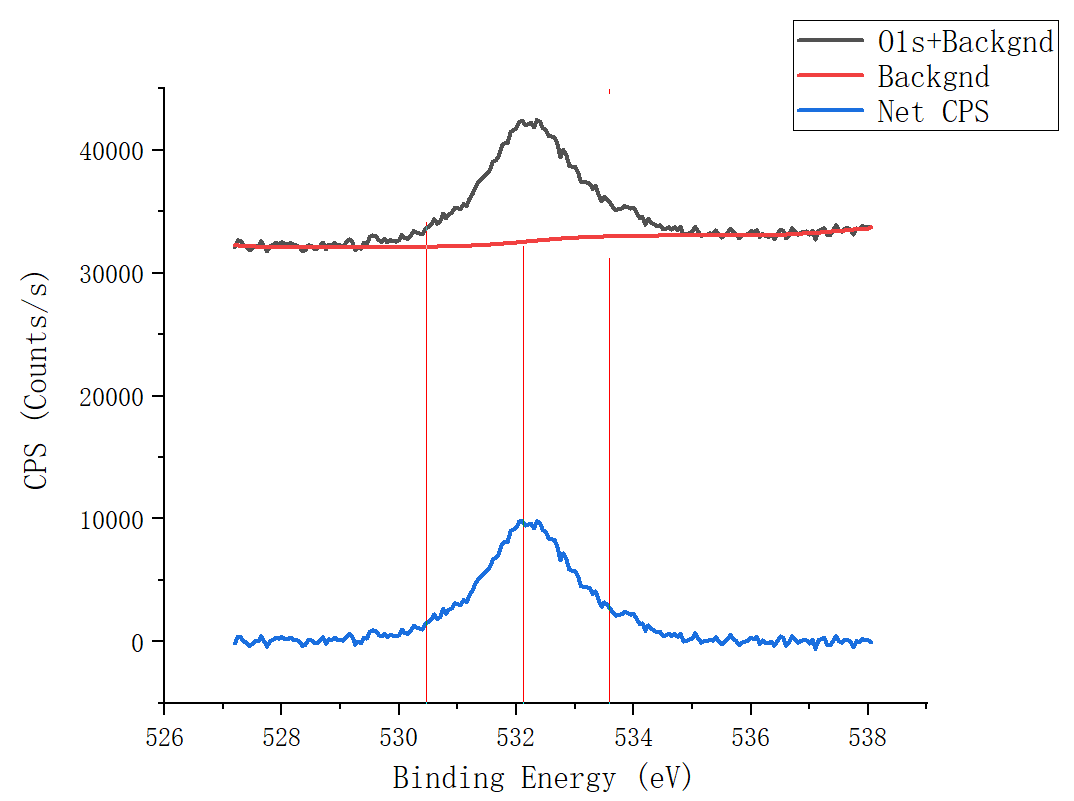 O1s+Backgnd
Backgnd
Net CPS
40000
30000
20000
10000
0
CPS (Counts/s)
526 528 530 532 534 536 538
Binding Energy (eV)